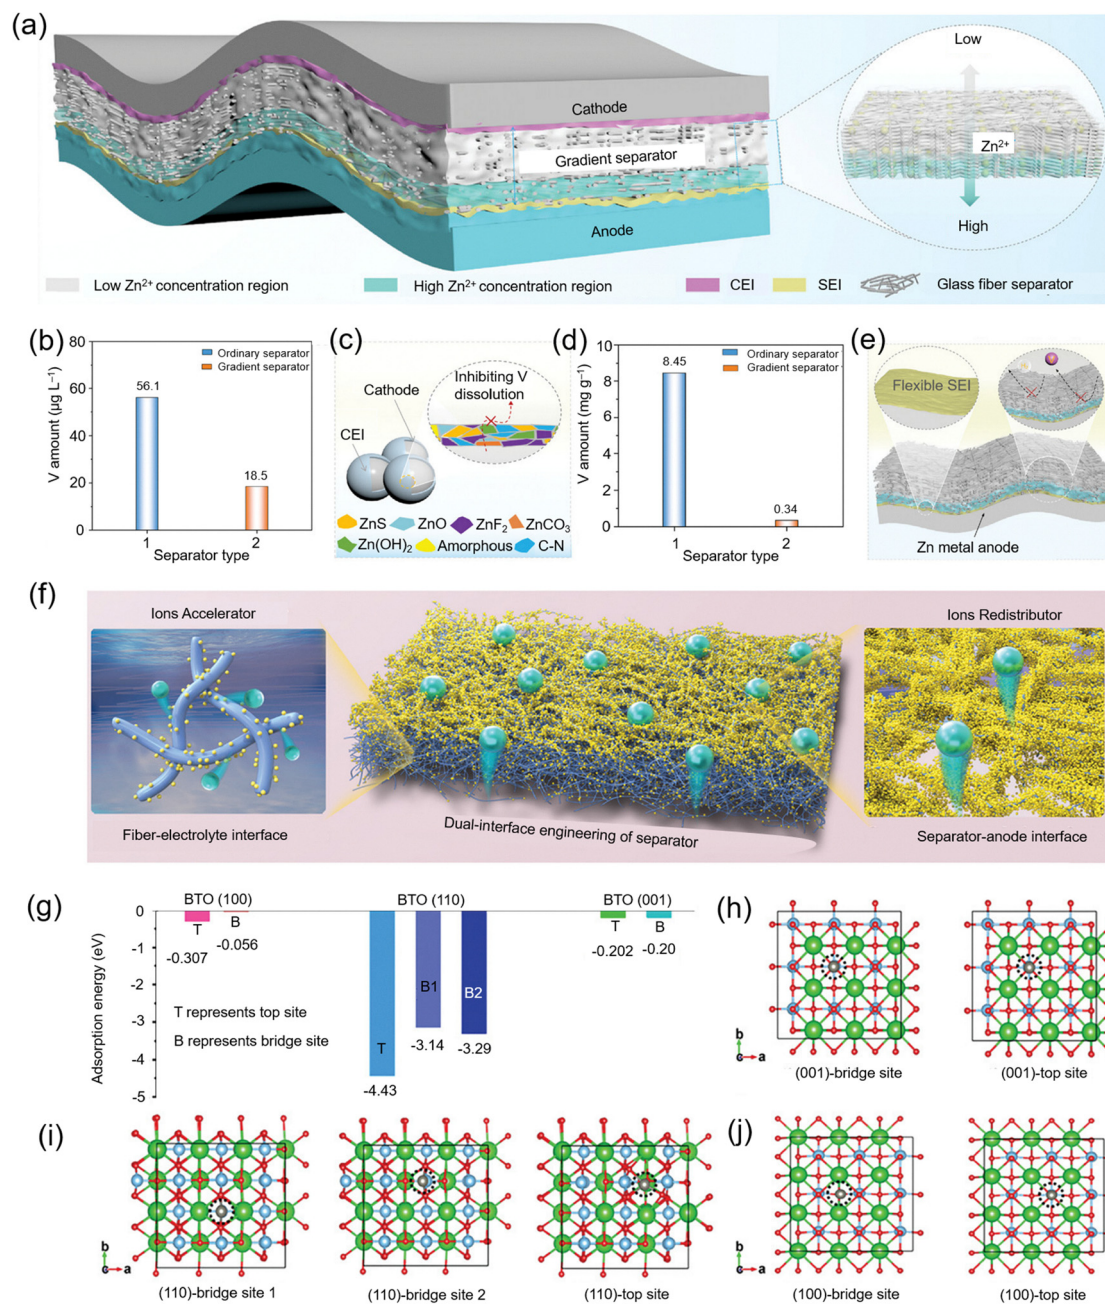 (a)
Low
Cathode
Gradient separator
Zn²⁺
Anode
High
Low Zn²⁺ concentration region
High Zn²⁺ concentration region
CEI
SEI
Glass fiber separator
(b)
V amount (µg L⁻¹)
80
60
40
20
0
Ordinary separator
Gradient separator
56.1
18.5
1
2
Separator type
(c)
Cathode
CEI
Inhibiting V
dissolution
ZnS
ZnO
ZnF₂
ZnCO₃
Zn(OH)₂
Amorphous
C-N
(d)
V amount (mg g⁻¹)
10
8
6
4
2
0
Ordinary separator
Gradient separator
8.45
0.34
1
2
Separator type
(e)
Flexible SEI
Zn metal anode
(f)
Ions Accelerator
Ions Redistributor
Fiber-electrolyte interface
Dual-interface engineering of separator
Separator-anode interface
(g)
BTO (100)
BTO (110)
BTO (001)
Adsorption energy (eV)
0
-1
-2
-3
-4
-5
T
B
-0.307
-0.056
T represents top site
B represents bridge site
T
B1
B2
-4.43
-3.14
-3.29
T
B
-0.202
-0.20
(h)
b
c
a
(001)-bridge site
(001)-top site
(i)
b
c
a
(110)-bridge site 1
(110)-bridge site 2
(110)-top site
(j)
b
c
a
(100)-bridge site
(100)-top site